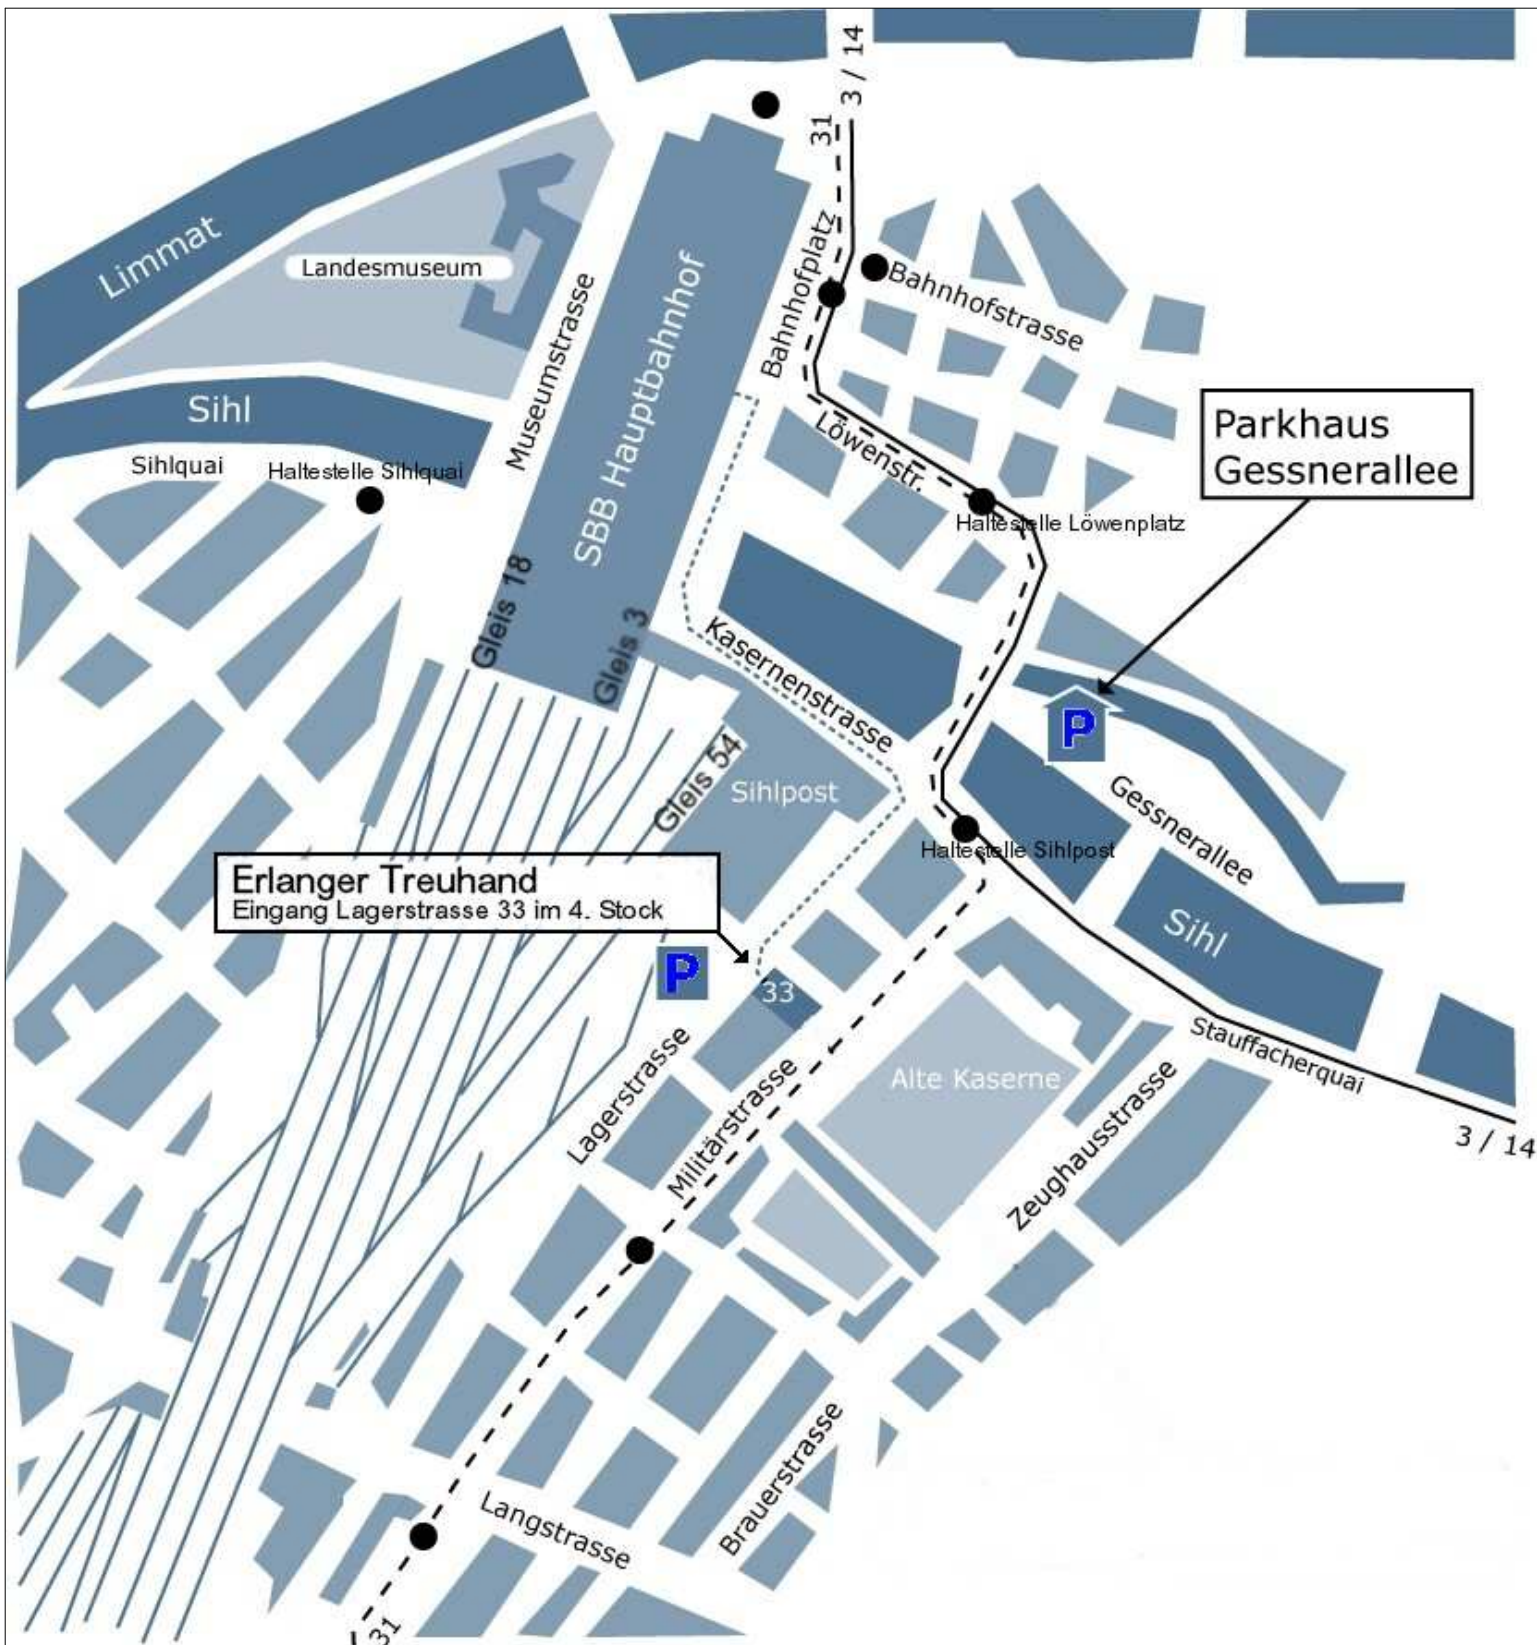 3 / 14
31
Limmat
Landesmuseum
Bahnhofplatz
Bahnhofstrasse
Museumstrasse
SBB Hauptbahnhof
Sihl
Sihlquai
Haltestelle Sihlquai
Löwenstr.
Parkhaus
Gessnerallee
Haltestelle Löwenplatz
Gleis 18
Gleis 3
Kasernenstrasse
P
Gleis 54
Sihlpost
Gessnerallee
Haltestelle Sihlpost
Erlanger Treuhand
Eingang Lagerstrasse 33 im 4. Stock
Sihl
P
33
Lagerstrasse
Alte Kaserne
Stauffacherquai
Militärstrasse
Zeughausstrasse
3 / 14
Brauerstrasse
Langstrasse
31